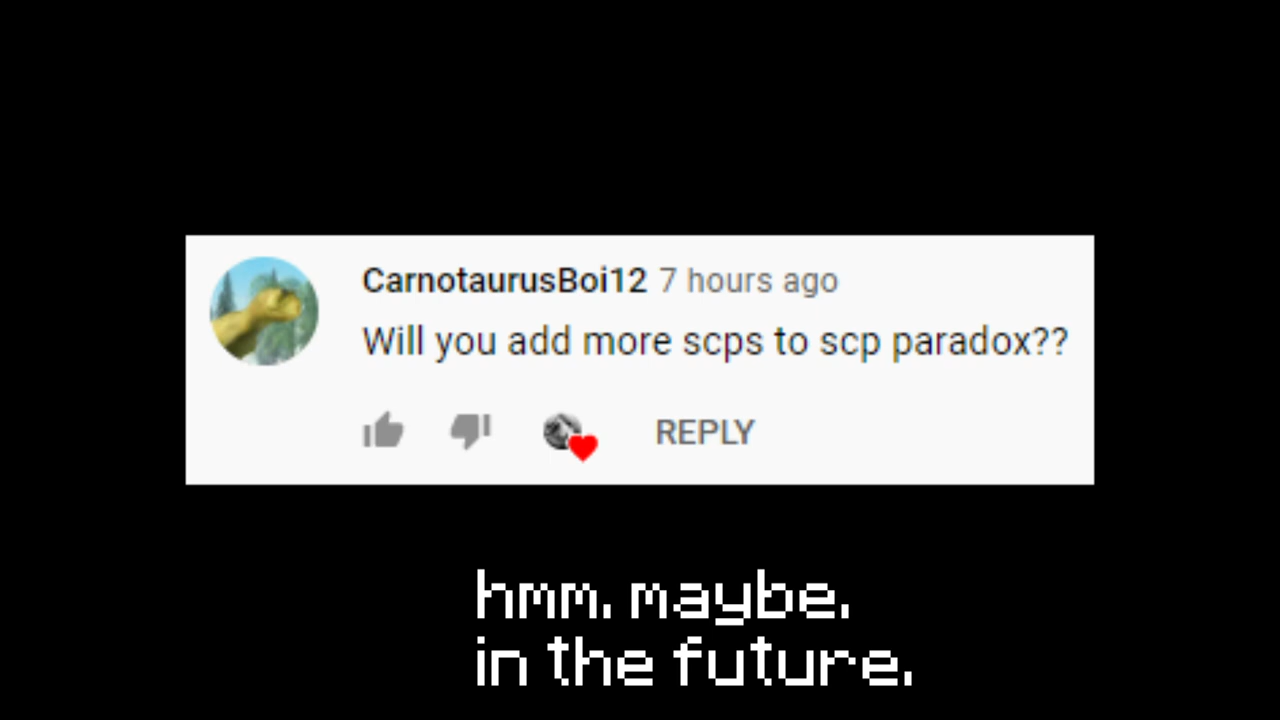 CarnotaurusBoi12 7 hours ago
Will you add more scps to scp paradox??
REPLY
hmm. maybe.
in the future.